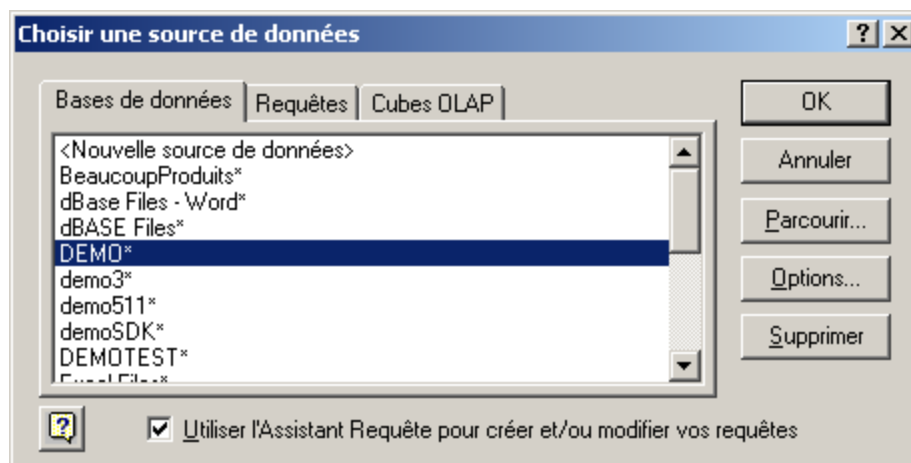 Choisir une source de données
Bases de données Requêtes Cubes OLAP
<Nouvelle source de données>
BeaucoupProduits*
dBase Files - Word*
dBASE Files*
DEMO*
demo3*
demo511*
demoSDK*
DEMOTEST*
Excel Files*
OK
Annuler
Parcourir...
Options...
Supprimer
Utiliser l'Assistant Requête pour créer et/ou modifier vos requêtes